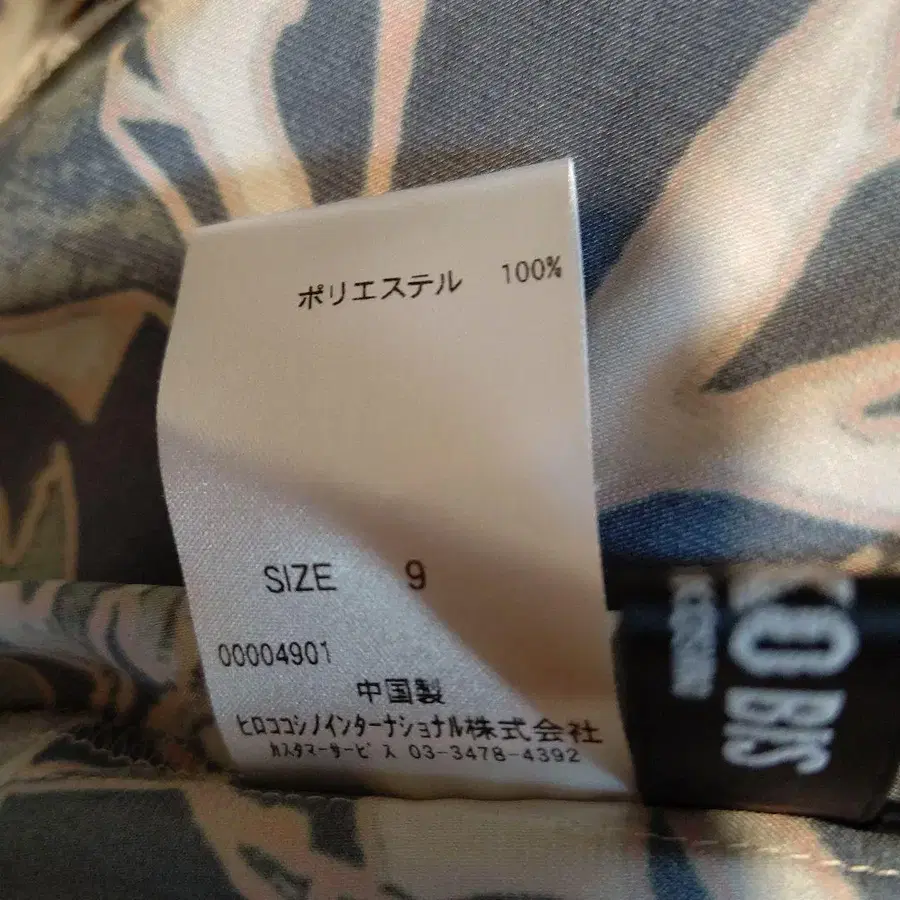 ポリエステル 100%
SIZE 9
00004901
中国製
ヒロココシノインターナショナル株式会社
カスタマーサービス 03-3478-4392
KO BIS